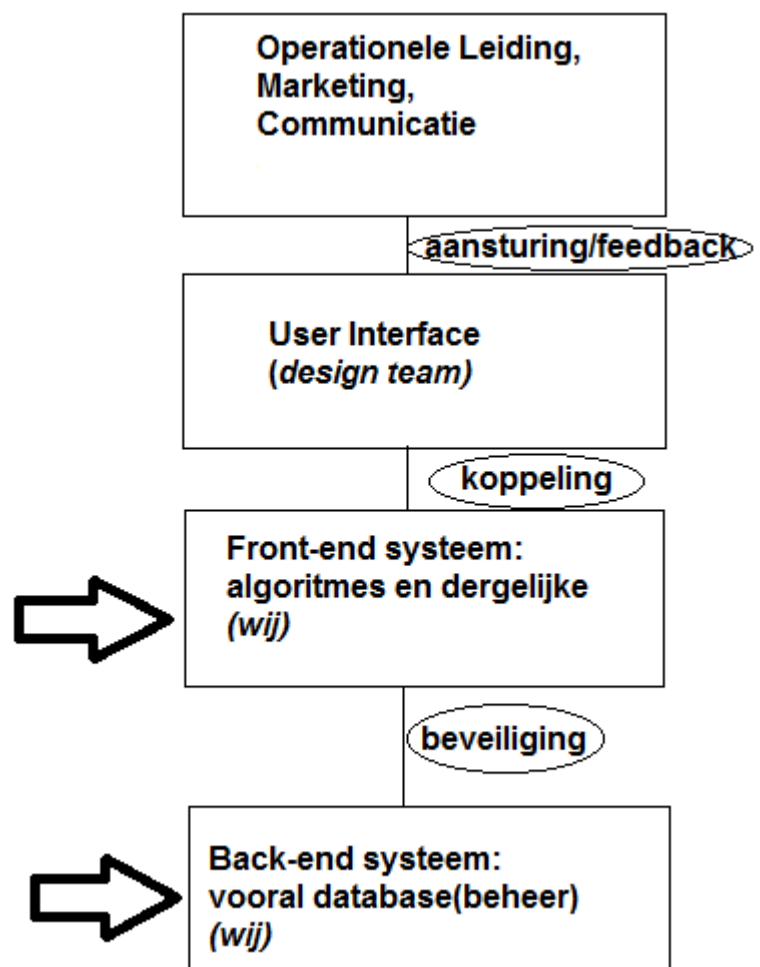 Operationele Leiding,
Marketing,
Communicatie
aansturing/feedback
User Interface
(design team)
koppeling
Front-end systeem:
algoritmes en dergelijke
(wij)
beveiliging
Back-end systeem:
vooral database(beheer)
(wij)